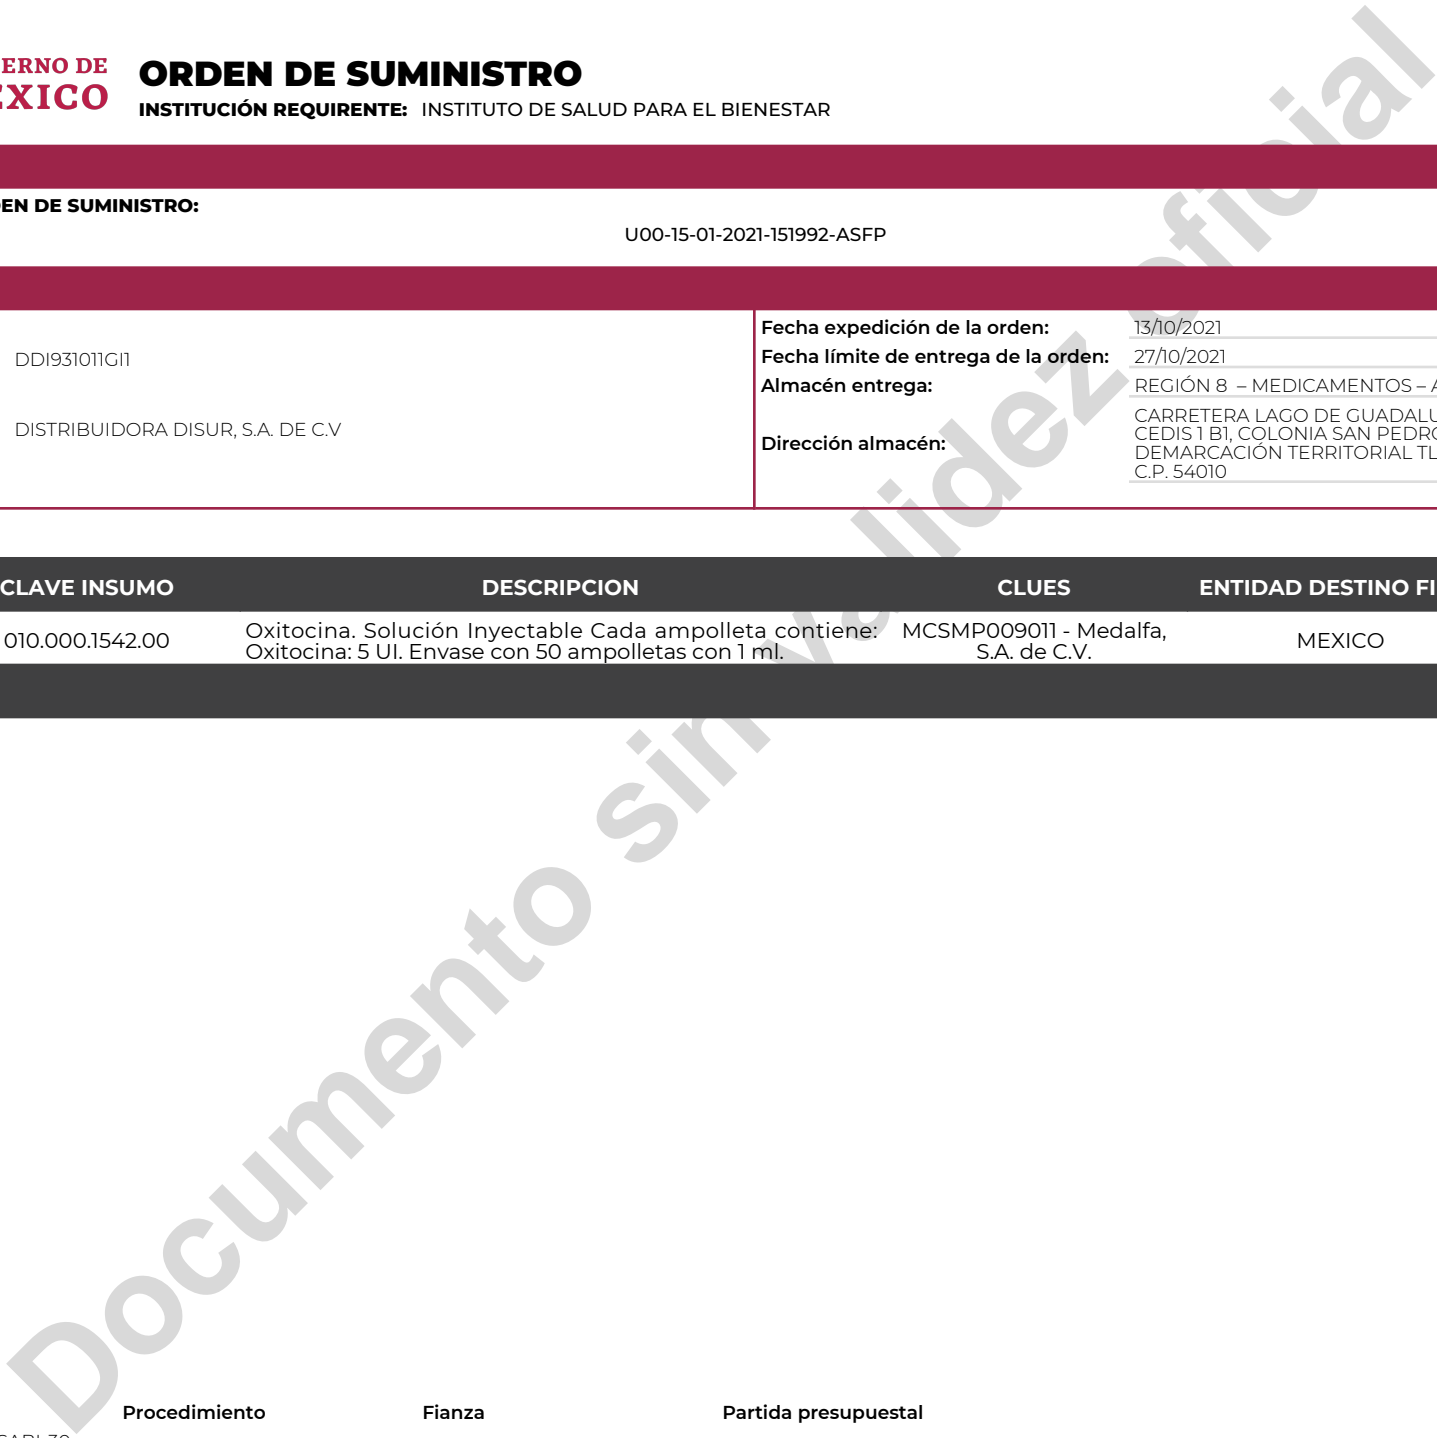 ERNO DE
EXICO
ORDEN DE SUMINISTRO
INSTITUCIÓN REQUIRENTE: INSTITUTO DE SALUD PARA EL BIENESTAR
EN DE SUMINISTRO:
U00-15-01-2021-151992-ASFP
DDI931011GI1
DISTRIBUIDORA DISUR, S.A. DE C.V
Fecha expedición de la orden: 13/10/2021
Fecha límite de entrega de la orden: 27/10/2021
Almacén entrega: REGIÓN 8 – MEDICAMENTOS – A
Dirección almacén:
CARRETERA LAGO DE GUADALU
CEDIS 1 B1, COLONIA SAN PEDRO
DEMARCACIÓN TERRITORIAL TL
C.P. 54010
CLAVE INSUMO DESCRIPCION CLUES ENTIDAD DESTINO FI
010.000.1542.00
Oxitocina. Solución Inyectable Cada ampolleta contiene:
Oxitocina: 5 UI. Envase con 50 ampolletas con 1 ml.
MCSMP009011 - Medalfa,
S.A. de C.V.
MEXICO
Documento sin validez oficial
Procedimiento Fianza Partida presupuestal